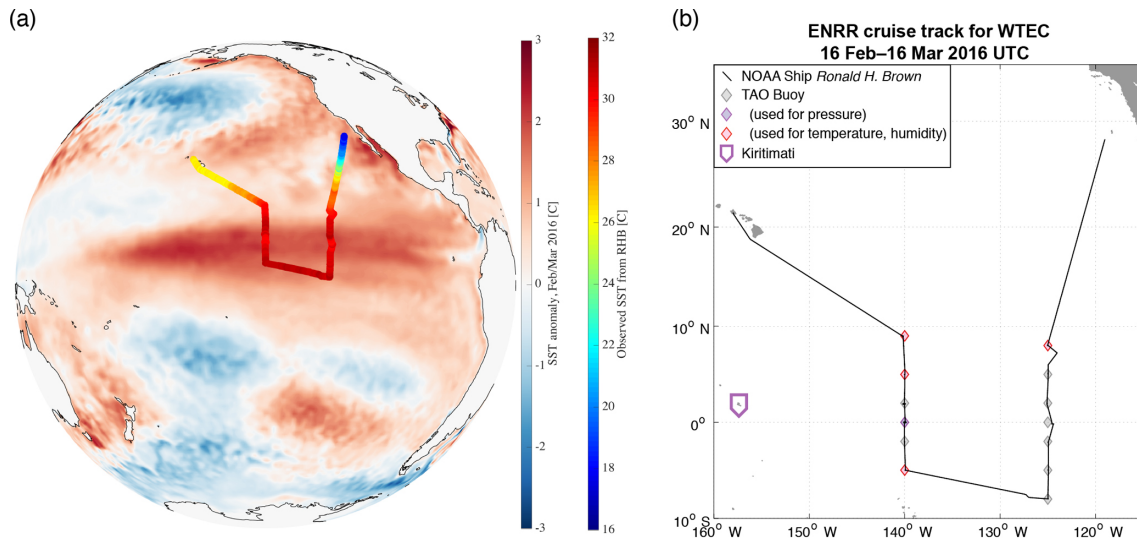 (a)
3
2
1
0
-1
-2
-3
SST anomaly, Feb/Mar 2016 [C]
32
30
28
26
24
22
20
18
16
Observed SST from RHB [C]
(b)
ENRR cruise track for WTEC
16 Feb–16 Mar 2016 UTC
NOAA Ship Ronald H. Brown
TAO Buoy
(used for pressure)
(used for temperature, humidity)
Kiritimati
30° N
20° N
10° N
0°
10° S
160° W
150° W
140° W
130° W
120° W